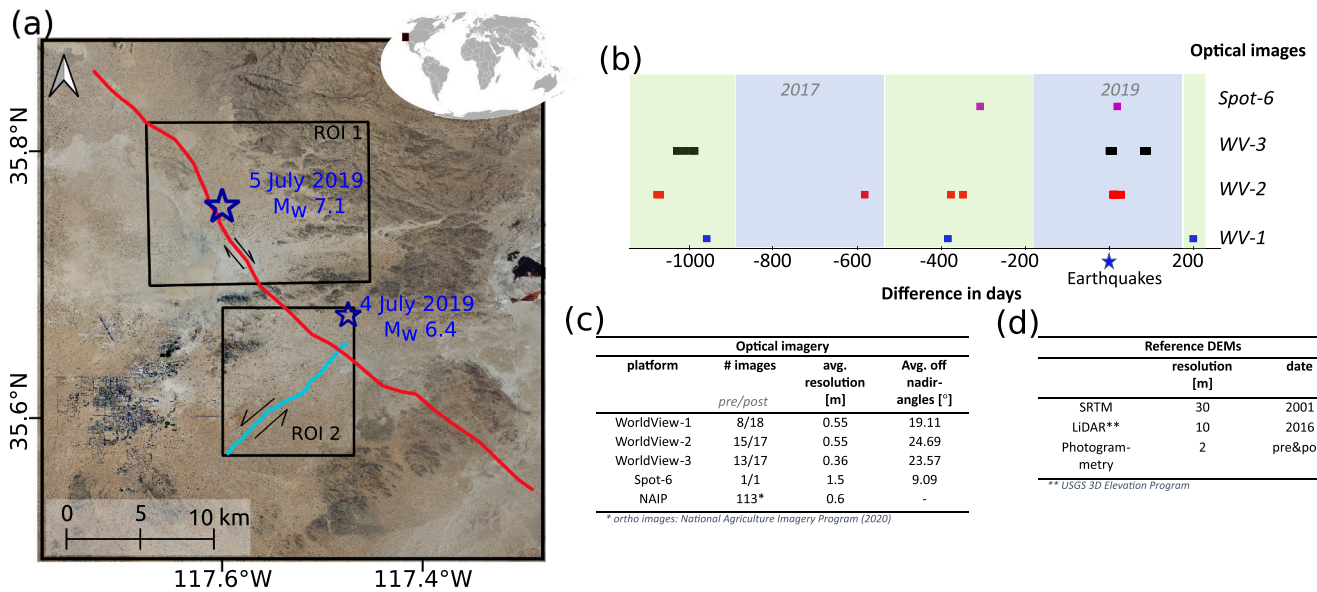 (a)
ROI 1
5 July 2019
Mw 7.1
4 July 2019
Mw 6.4
ROI 2
35.8°N
35.6°N
0 5 10 km
117.6°W 117.4°W
(b)
Optical images
2017 2019
Spot-6
WV-3
WV-2
WV-1
-1000 -800 -600 -400 -200 0 200
Earthquakes
Difference in days
(c)
Optical imagery
platform # images avg. Avg. off
resolution nadir-
pre/post [m] angles [°]
WorldView-1 8/18 0.55 19.11
WorldView-2 15/17 0.55 24.69
WorldView-3 13/17 0.36 23.57
Spot-6 1/1 1.5 9.09
NAIP 113* 0.6 -
* ortho images: National Agriculture Imagery Program (2020)
(d)
Reference DEMs
resolution date
[m]
SRTM 30 2001
LiDAR** 10 2016
Photogram- 2 pre&po
metry
** USGS 3D Elevation Program